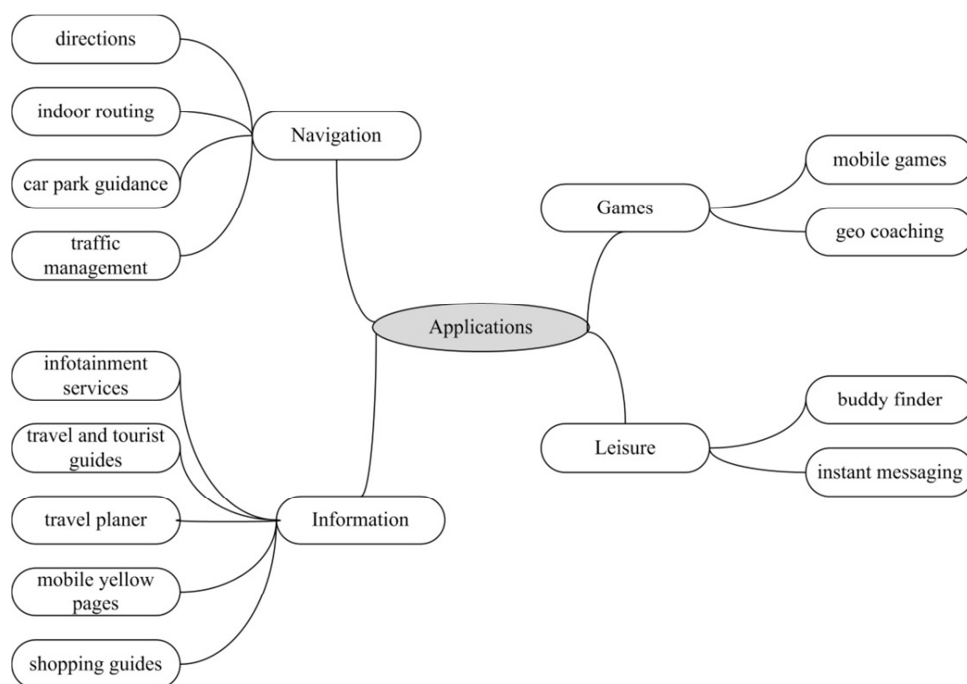 directions
indoor routing
car park guidance
traffic
management
Navigation
infotainment
services
travel and tourist
guides
travel planer
mobile yellow
pages
shopping guides
Information
Applications
Games
mobile games
geo coaching
Leisure
buddy finder
instant messaging